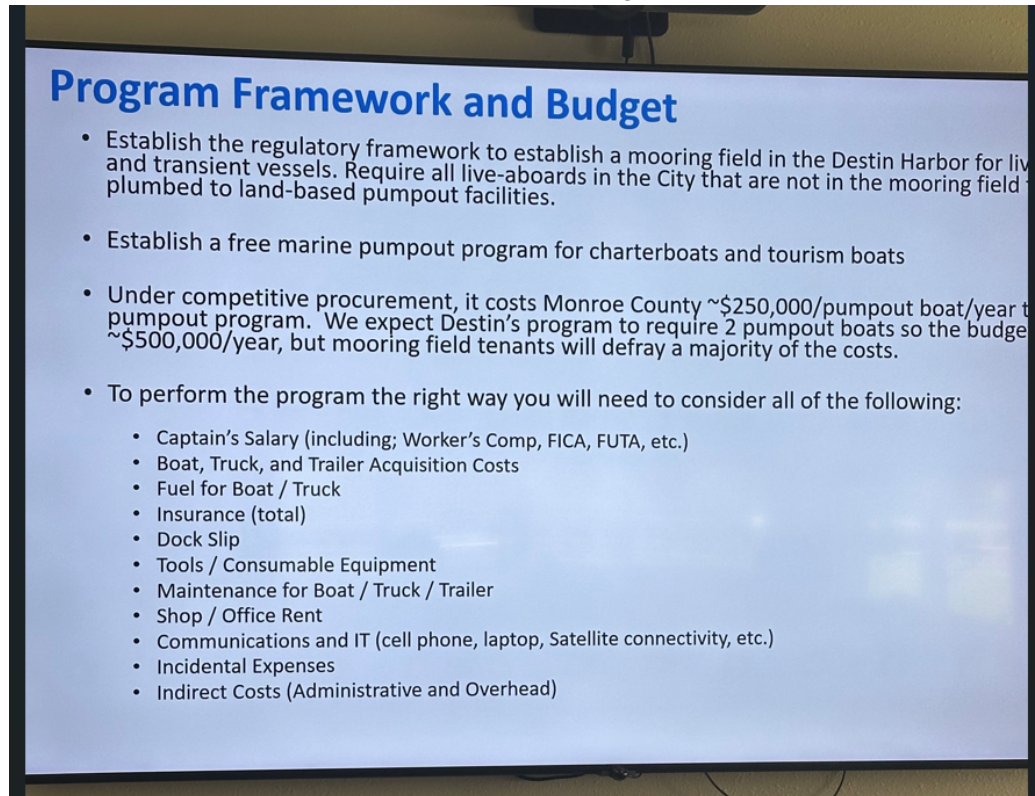 Program Framework and Budget
• Establish the regulatory framework to establish a mooring field in the Destin Harbor for
and transient vessels. Require all live-aboards in the City that are not in the mooring field
plumbed to land-based pumpout facilities.
• Establish a free marine pumpout program for charterboats and tourism boats
• Under competitive procurement, it costs Monroe County ~$250,000/pumpout boat/year
pumpout program. We expect Destin's program to require 2 pumpout boats so the budge
~$500,000/year, but mooring field tenants will defray a majority of the costs.
• To perform the program the right way you will need to consider all of the following:
• Captain's Salary (including; Worker's Comp, FICA, FUTA, etc.)
• Boat, Truck, and Trailer Acquisition Costs
• Fuel for Boat / Truck
• Insurance (total)
• Dock Slip
• Tools / Consumable Equipment
• Maintenance for Boat / Truck / Trailer
• Shop / Office Rent
• Communications and IT (cell phone, laptop, Satellite connectivity, etc.)
• Incidental Expenses
• Indirect Costs (Administrative and Overhead)